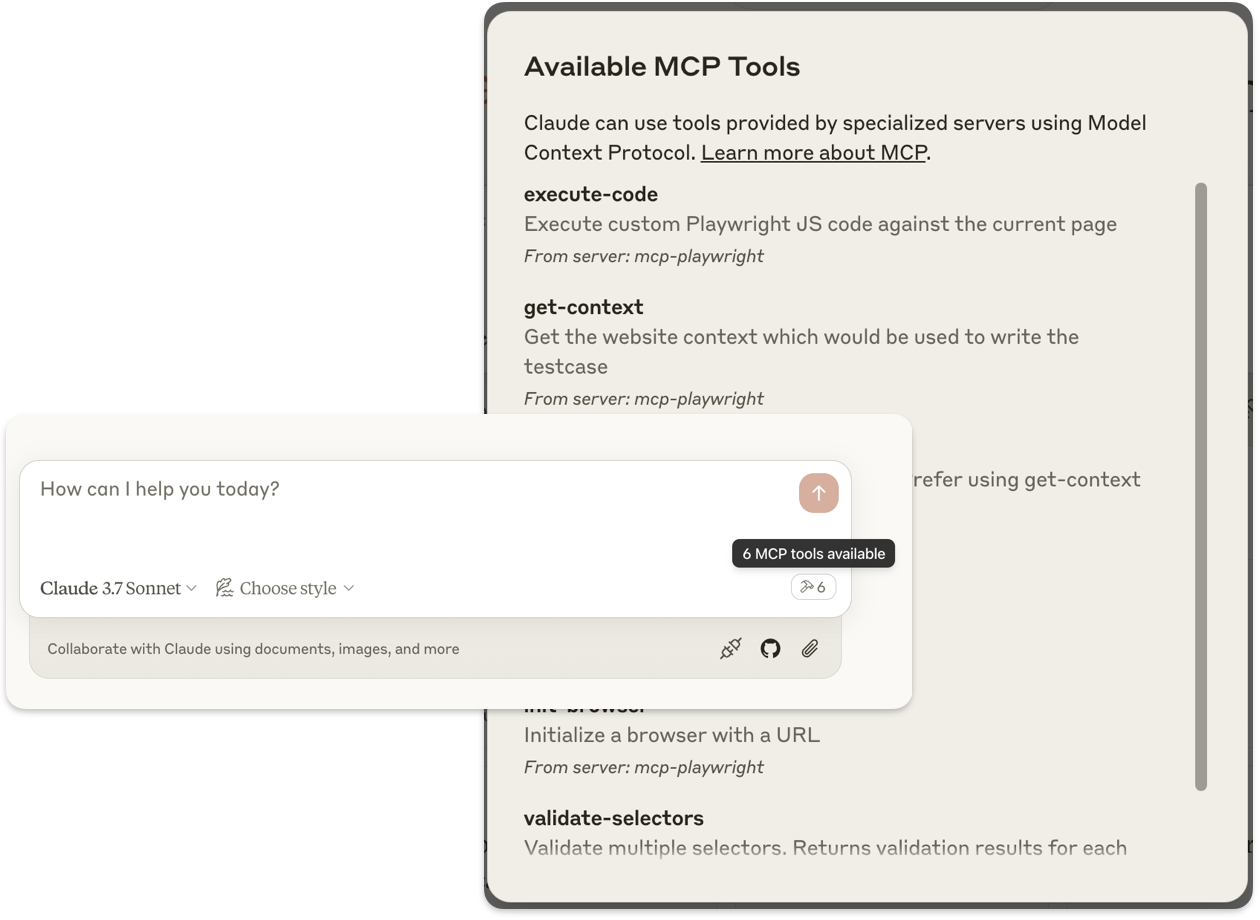 Available MCP Tools
Claude can use tools provided by specialized servers using Model
Context Protocol. Learn more about MCP.
execute-code
Execute custom Playwright JS code against the current page
From server: mcp-playwright
get-context
Get the website context which would be used to write the
testcase
From server: mcp-playwright
using get-context
How can I help you today?
6 MCP tools available
Claude 3.7 Sonnet
Choose style
6
Collaborate with Claude using documents, images, and more
init-browser
Initialize a browser with a URL
From server: mcp-playwright
validate-selectors
Validate multiple selectors. Returns validation results for each